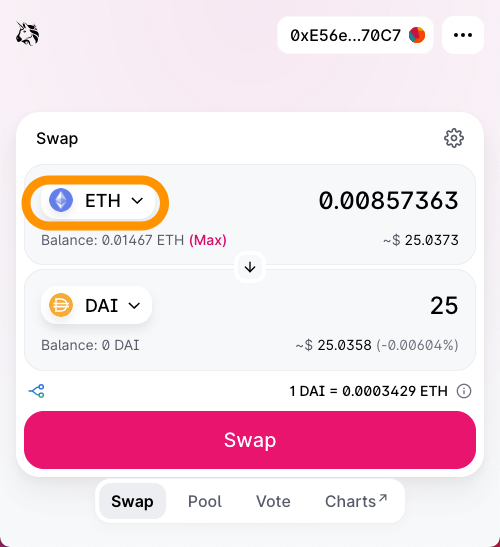 0xE56e...70C7
Swap
ETH 0.00857363
Balance: 0.01467 ETH (Max) ~$ 25.0373
DAI 25
Balance: 0 DAI ~$ 25.0358 (-0.00604%)
1 DAI = 0.0003429 ETH
Swap
Swap Pool Vote Charts↗